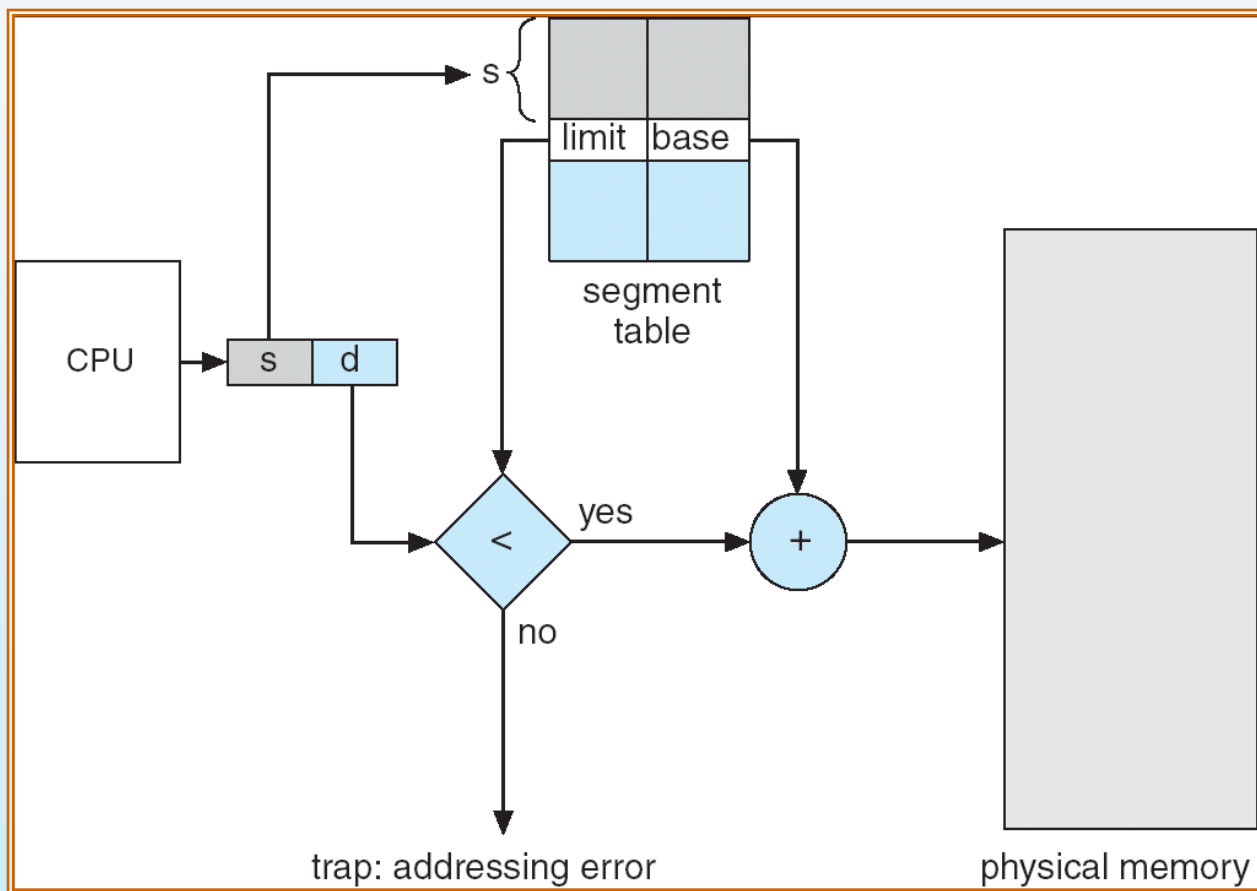 s
limit base
segment
table
CPU
s d
<
yes
+
no
trap: addressing error
physical memory